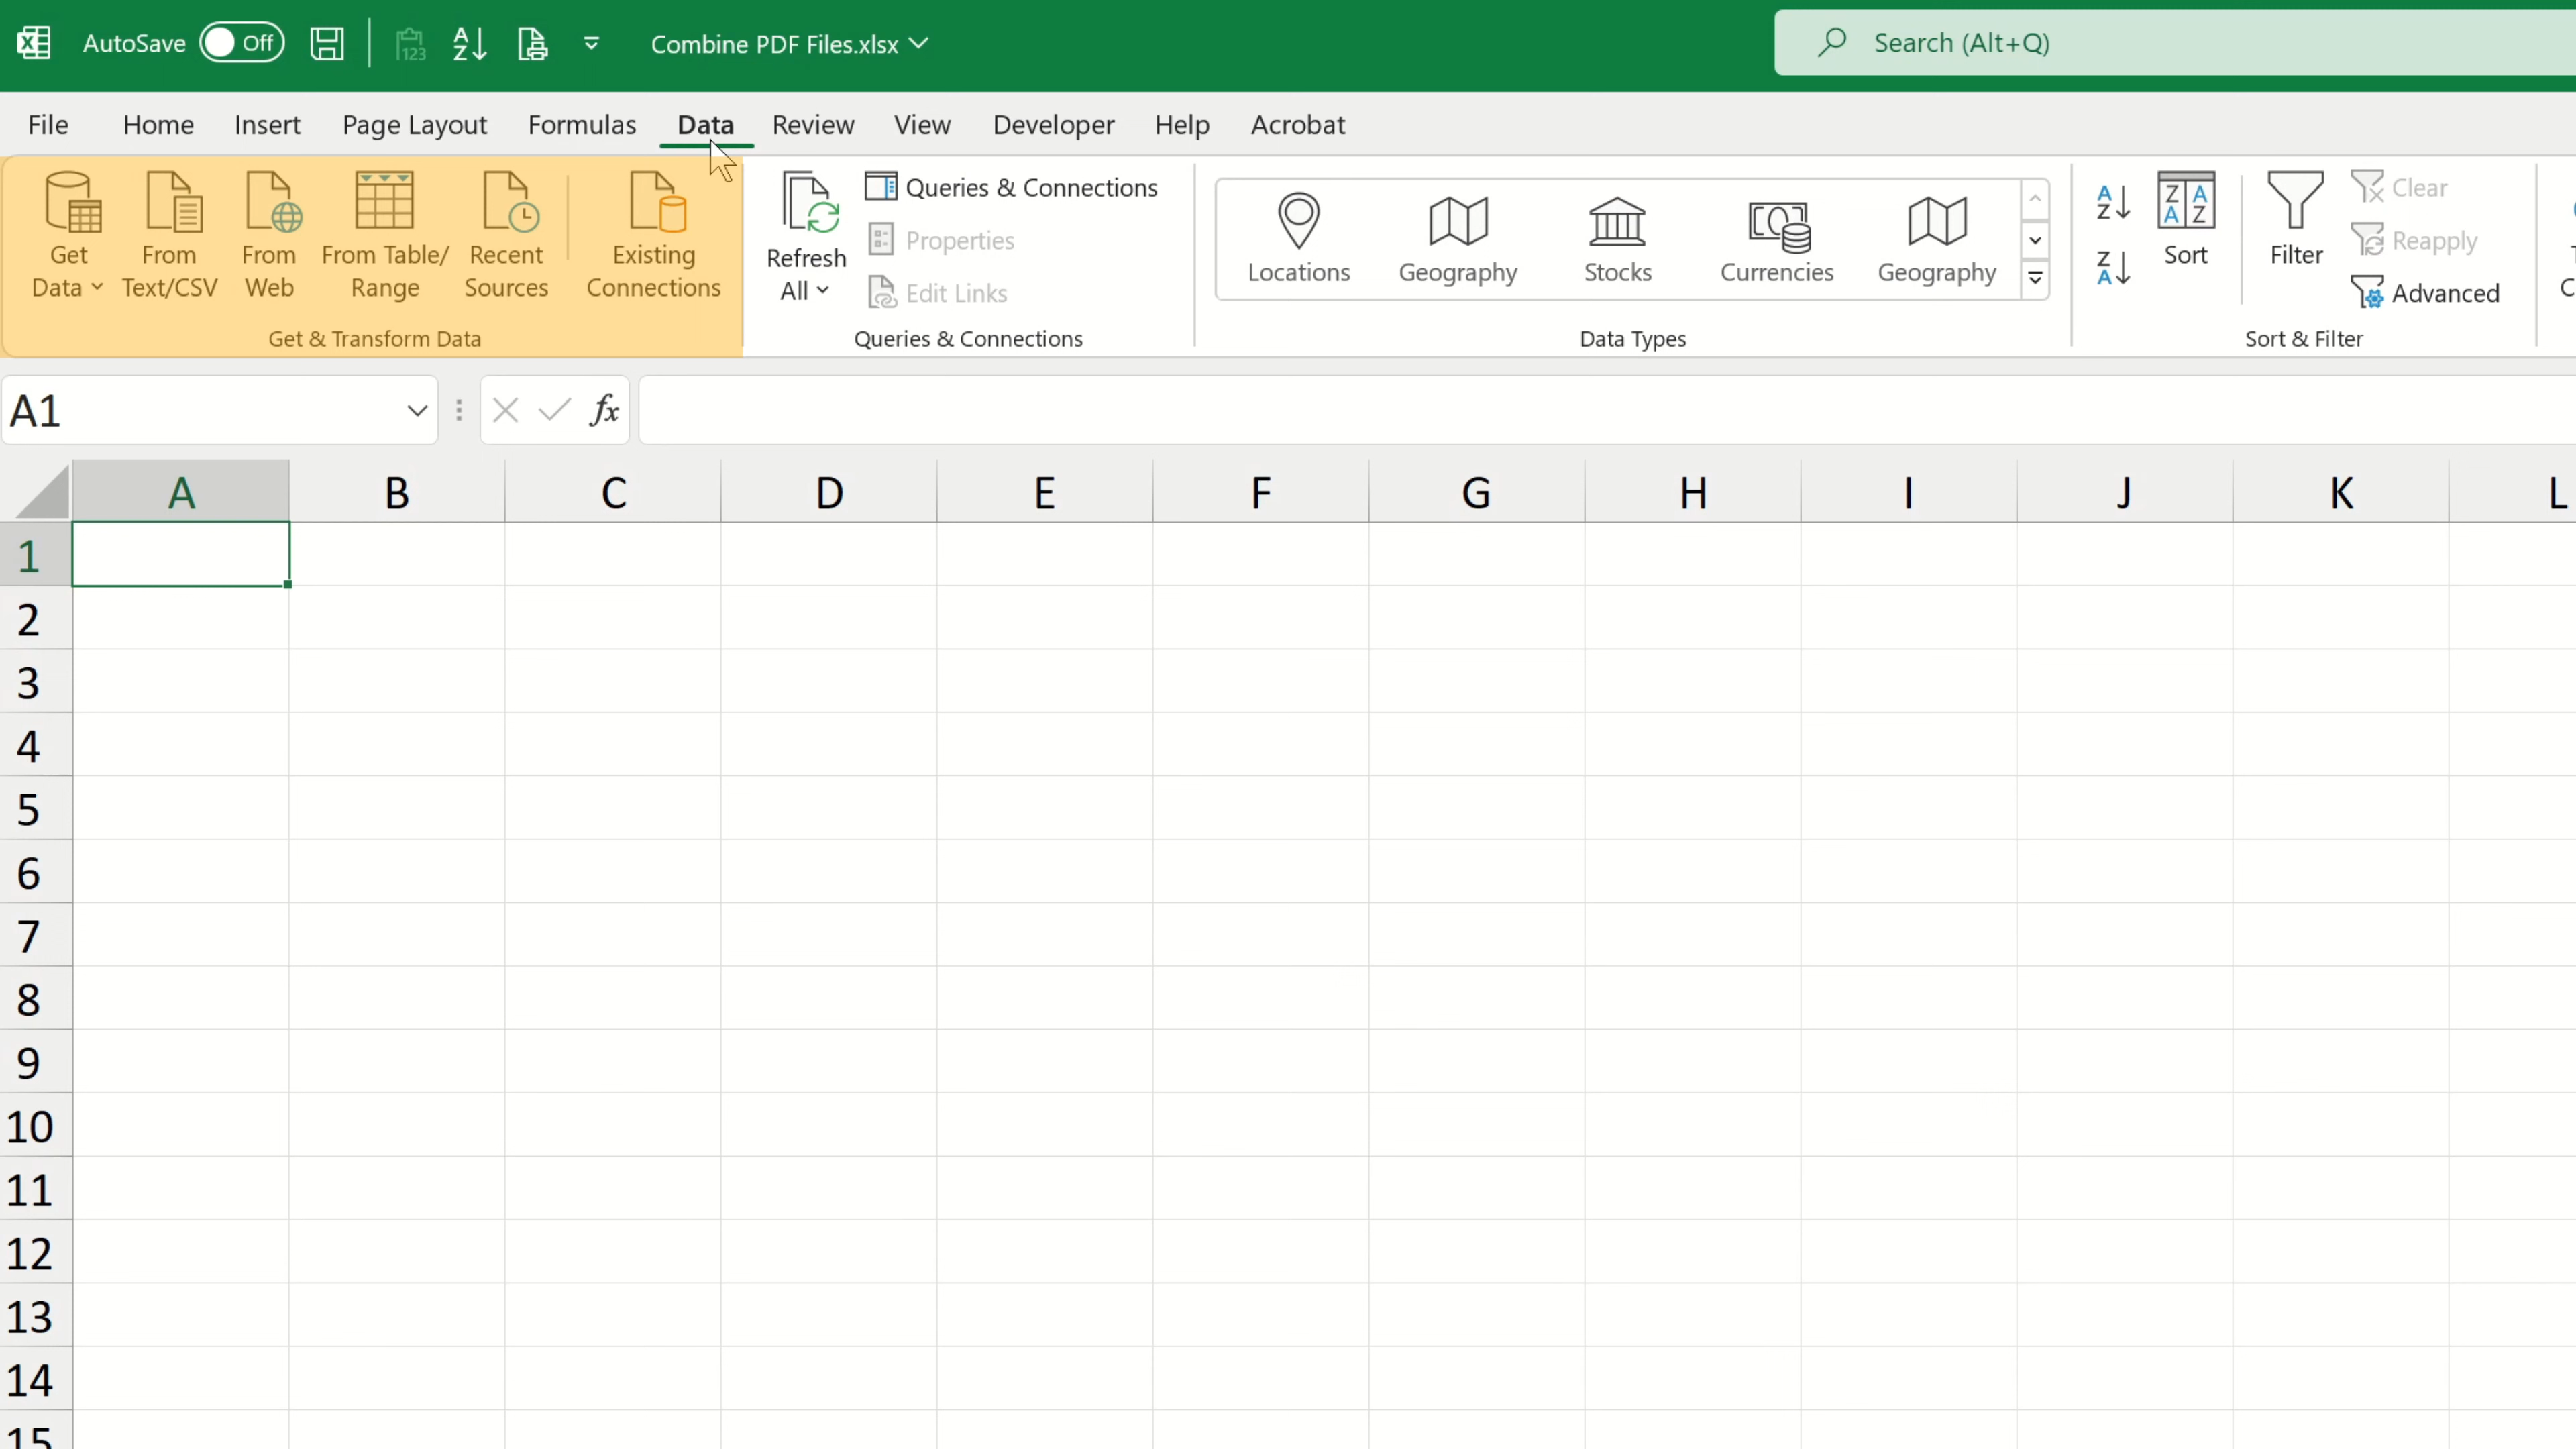 AutoSave Off Combine PDF Files.xlsx Search (Alt+Q)
File Home Insert Page Layout Formulas Data Review View Developer Help Acrobat
Get Data From Text/CSV From Web From Table/ Range Recent Sources Existing Connections
Get & Transform Data
Refresh All
Queries & Connections
Properties
Edit Links
Queries & Connections
Locations Geography Stocks Currencies Geography
Data Types
Sort Filter
Clear
Reapply
Advanced
Sort & Filter
A1 fx
A B C D E F G H I J K L
1
2
3
4
5
6
7
8
9
10
11
12
13
14
15